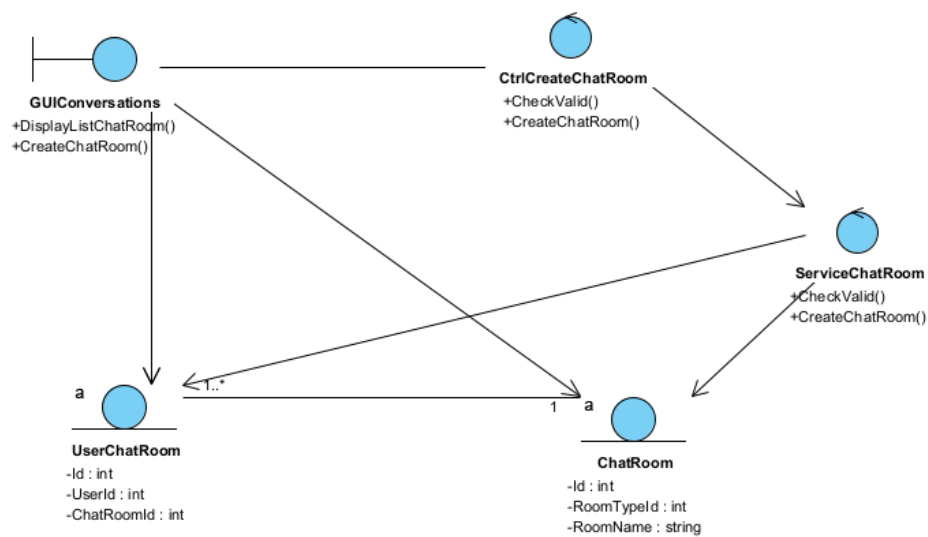 GUIConversations
+DisplayListChatRoom()
+CreateChatRoom()
CtrlCreateChatRoom
+CheckValid()
+CreateChatRoom()
ServiceChatRoom
+CheckValid()
+CreateChatRoom()
a
1..*
UserChatRoom
-Id : int
-UserId : int
-ChatRoomId : int
1
a
ChatRoom
-Id : int
-RoomTypeId : int
-RoomName : string